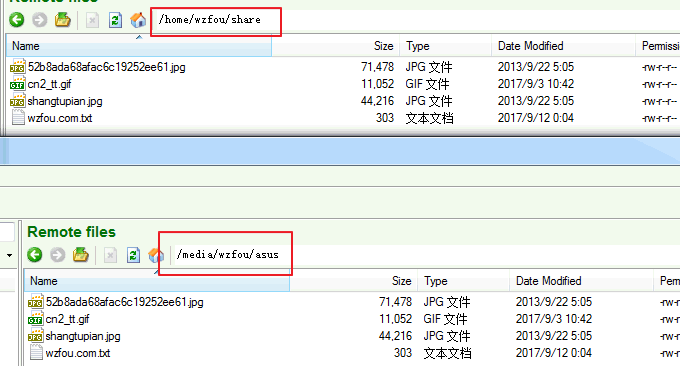 Remote files
/home/wzfou/share
Name Size Type Date Modified Permissi
52b8ada68afac6c19252ee61.jpg 71,478 JPG 文件 2013/9/22 5:05 -rw-r--r--
cn2_tt.gif 11,052 GIF 文件 2017/9/3 10:42 -rw-r--r--
shangtupian.jpg 44,216 JPG 文件 2013/9/22 5:05 -rw-r--r--
wzfou.com.txt 303 文本文档 2017/9/12 0:04 -rw-r--r--
Remote files
/media/wzfou/asus
Name Size Type Date Modified Permi
52b8ada68afac6c19252ee61.jpg 71,478 JPG 文件 2013/9/22 5:05 -rw-r-
cn2_tt.gif 11,052 GIF 文件 2017/9/3 10:42 -rw-r-
shangtupian.jpg 44,216 JPG 文件 2013/9/22 5:05 -rw-r-
wzfou.com.txt 303 文本文档 2017/9/12 0:04 -rw-r-